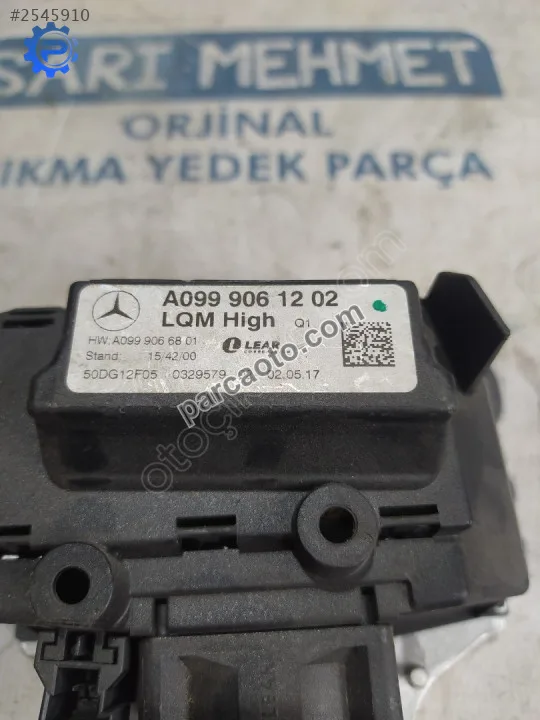 #2545910
SARI MEHMET
ORJİNAL
IKMA YEDEK PARÇA
A099 906 12 02
LQM High Q1
HW: A099 906 68 01
LEAR
Stand: 15/42/00
50DG12F05 0329579 02.05.17
parcaoto.com